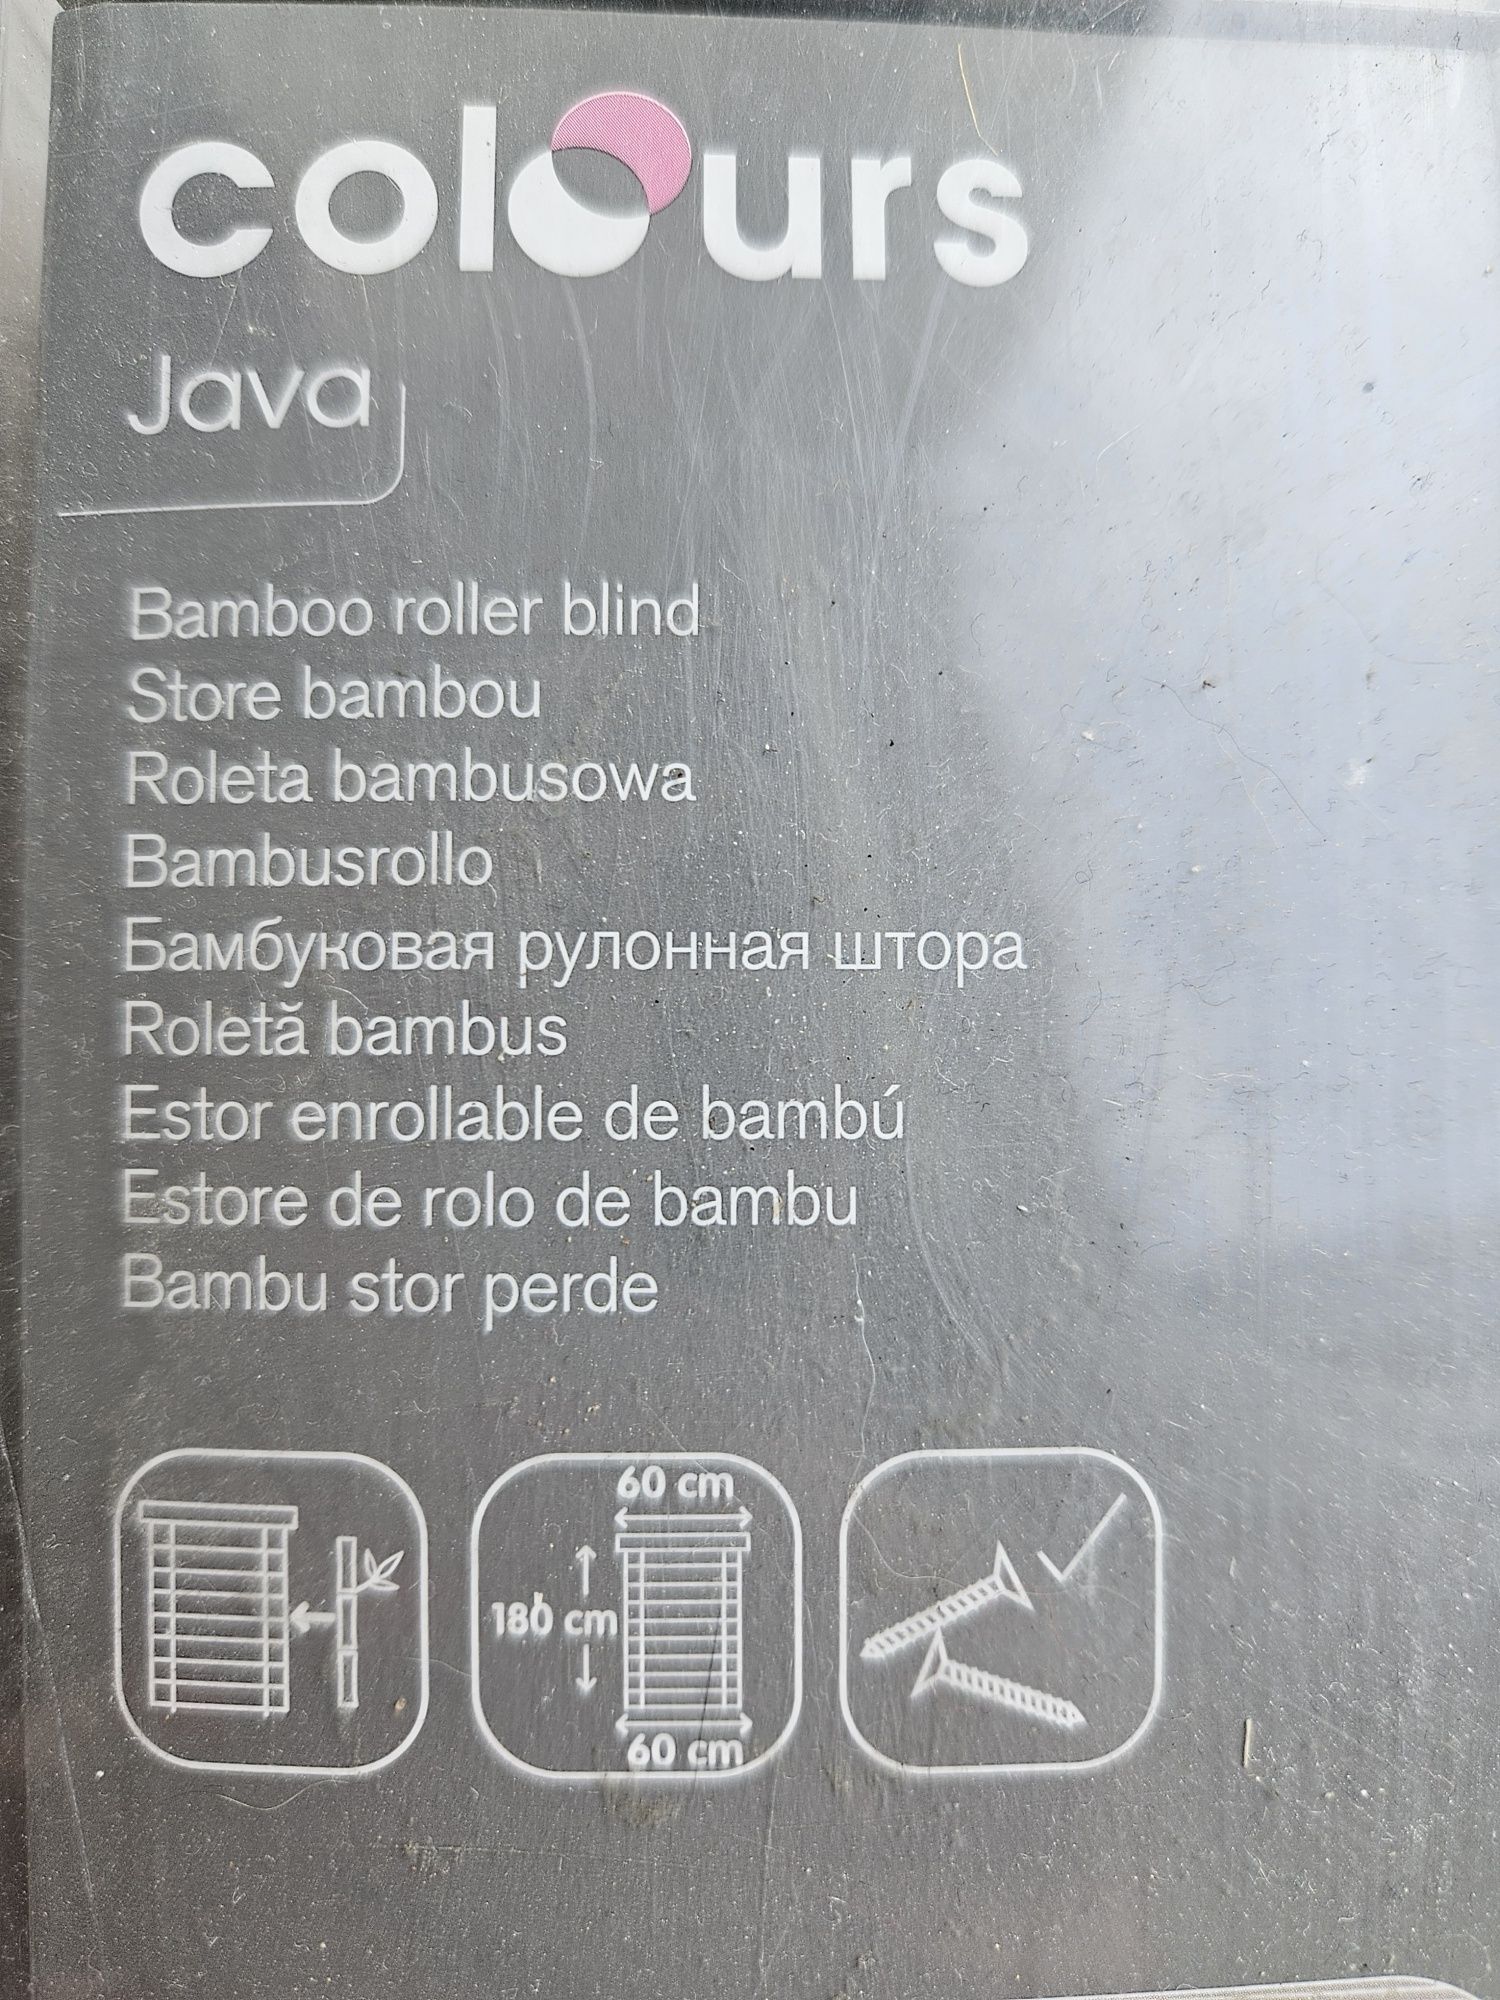 colours
Java
Bamboo roller blind
Store bambou
Roleta bambusowa
Bambusrollo
Бамбуковая рулонная штора
Roletă bambus
Estor enrollable de bambú
Estore de rolo de bambu
Bambu stor perde
60 cm
180 cm
60 cm